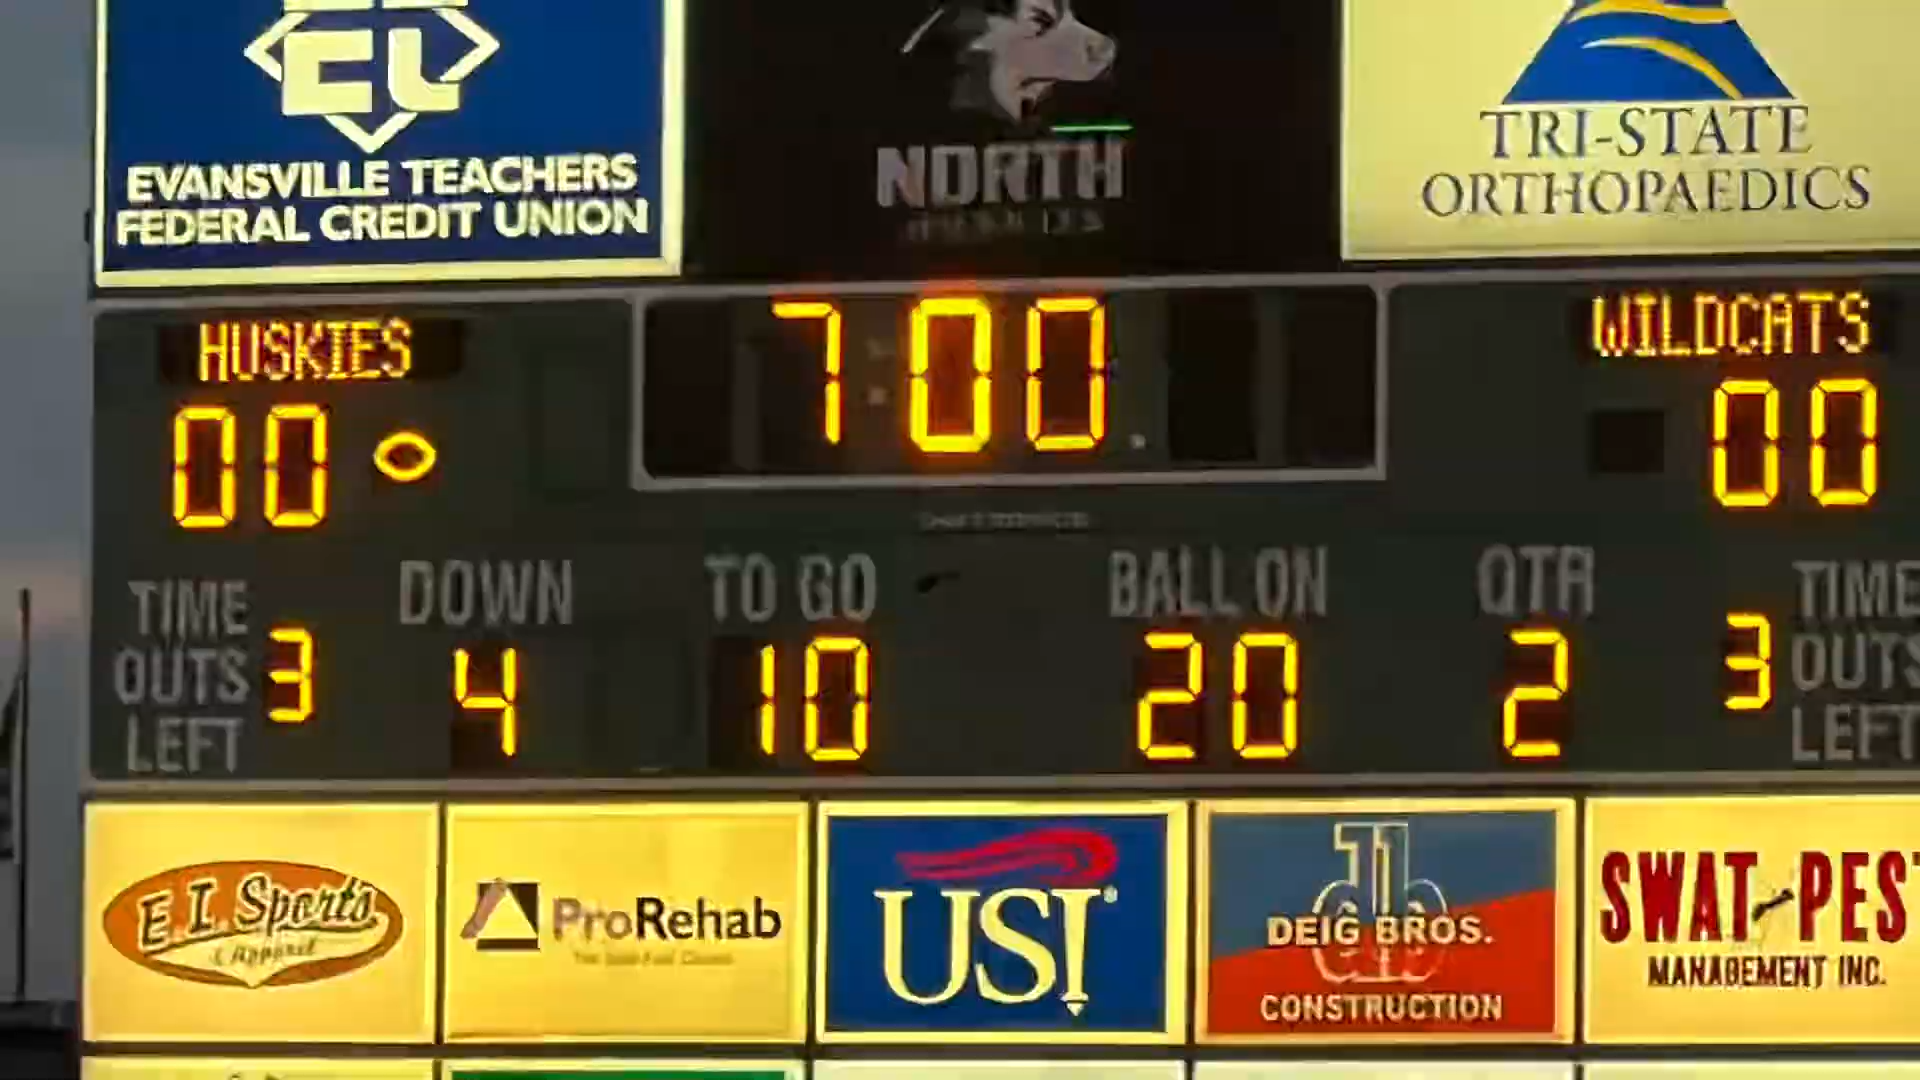 EVANSVILLE TEACHERS
FEDERAL CREDIT UNION
NORTH
TRI-STATE
ORTHOPAEDICS
HUSKIES
7:00
WILDCATS
00
00
DOWN
TO GO
BALL ON
QTR
TIME
OUTS
LEFT
3
4
10
20
2
3
TIME
OUTS
LEFT
E.I. Sports
& Apparel
ProRehab
USI
DEIG BROS.
CONSTRUCTION
SWAT PEST
MANAGEMENT INC.